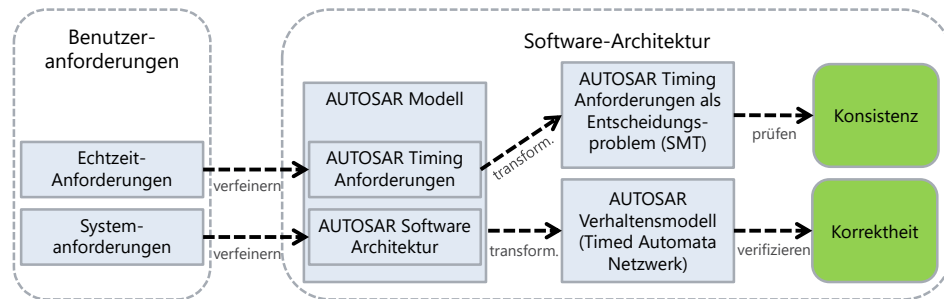 Benutzer-
anforderungen
Echtzeit-
Anforderungen
System-
anforderungen
verfeinern
verfeinern
Software-Architektur
AUTOSAR Modell
AUTOSAR Timing
Anforderungen
AUTOSAR Software
Architektur
transform.
transform.
AUTOSAR Timing
Anforderungen als
Entscheidungs-
problem (SMT)
AUTOSAR
Verhaltensmodell
(Timed Automata
Netzwerk)
prüfen
verifizieren
Konsistenz
Korrektheit